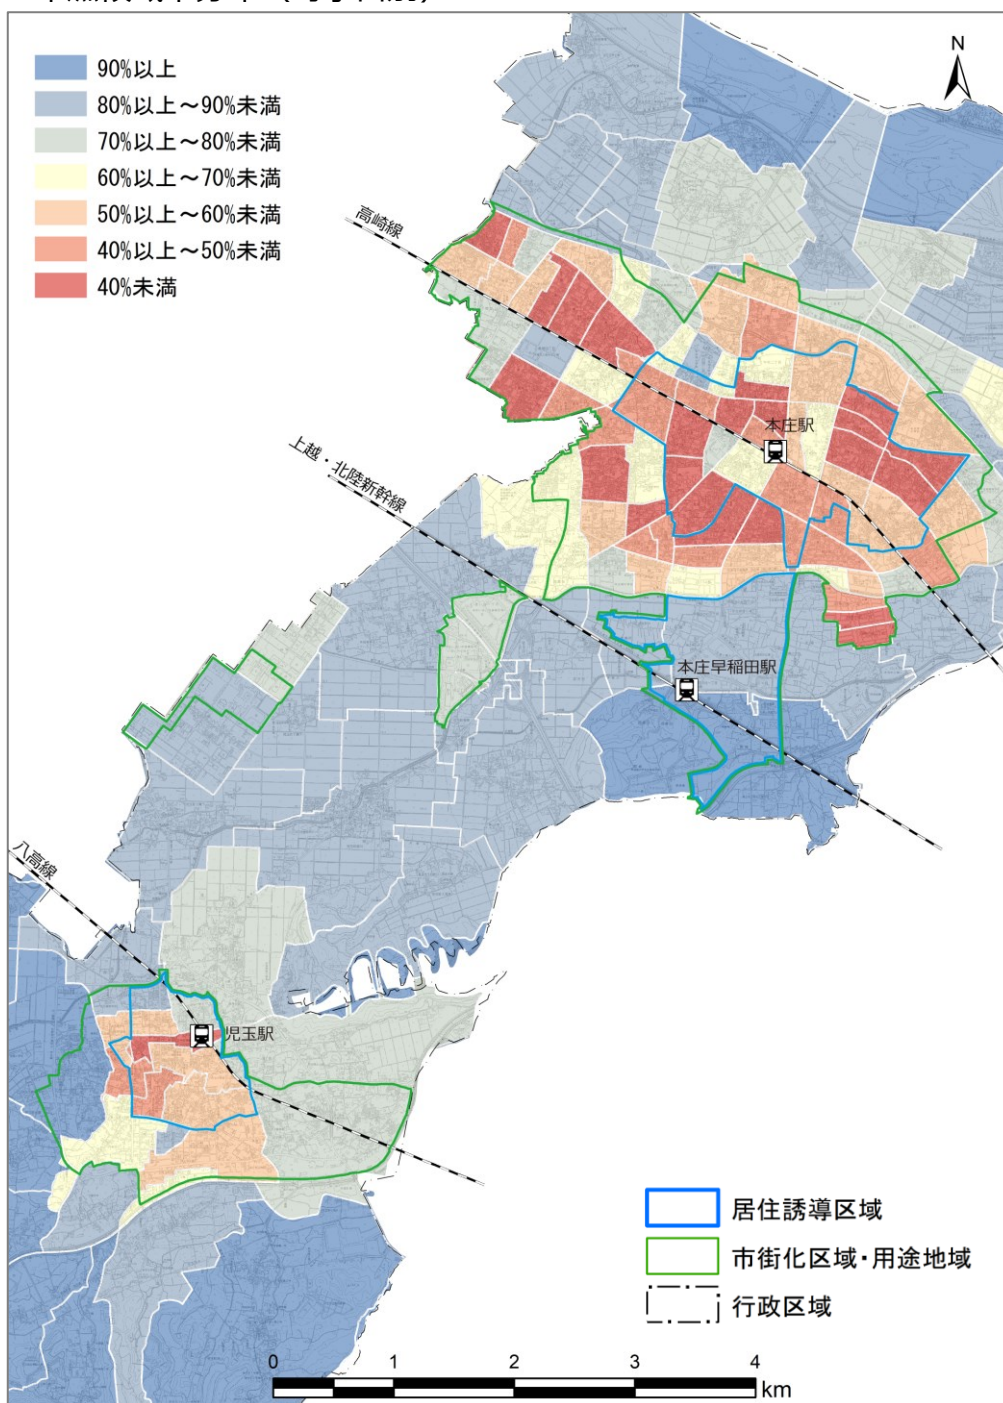 90%以上
80%以上～90%未満
70%以上～80%未満
60%以上～70%未満
50%以上～60%未満
40%以上～50%未満
40%未満
N
高崎線
本庄駅
上越・北陸新幹線
本庄早稲田駅
八高線
児玉駅
居住誘導区域
市街化区域・用途地域
行政区域
0 1 2 3 4
km